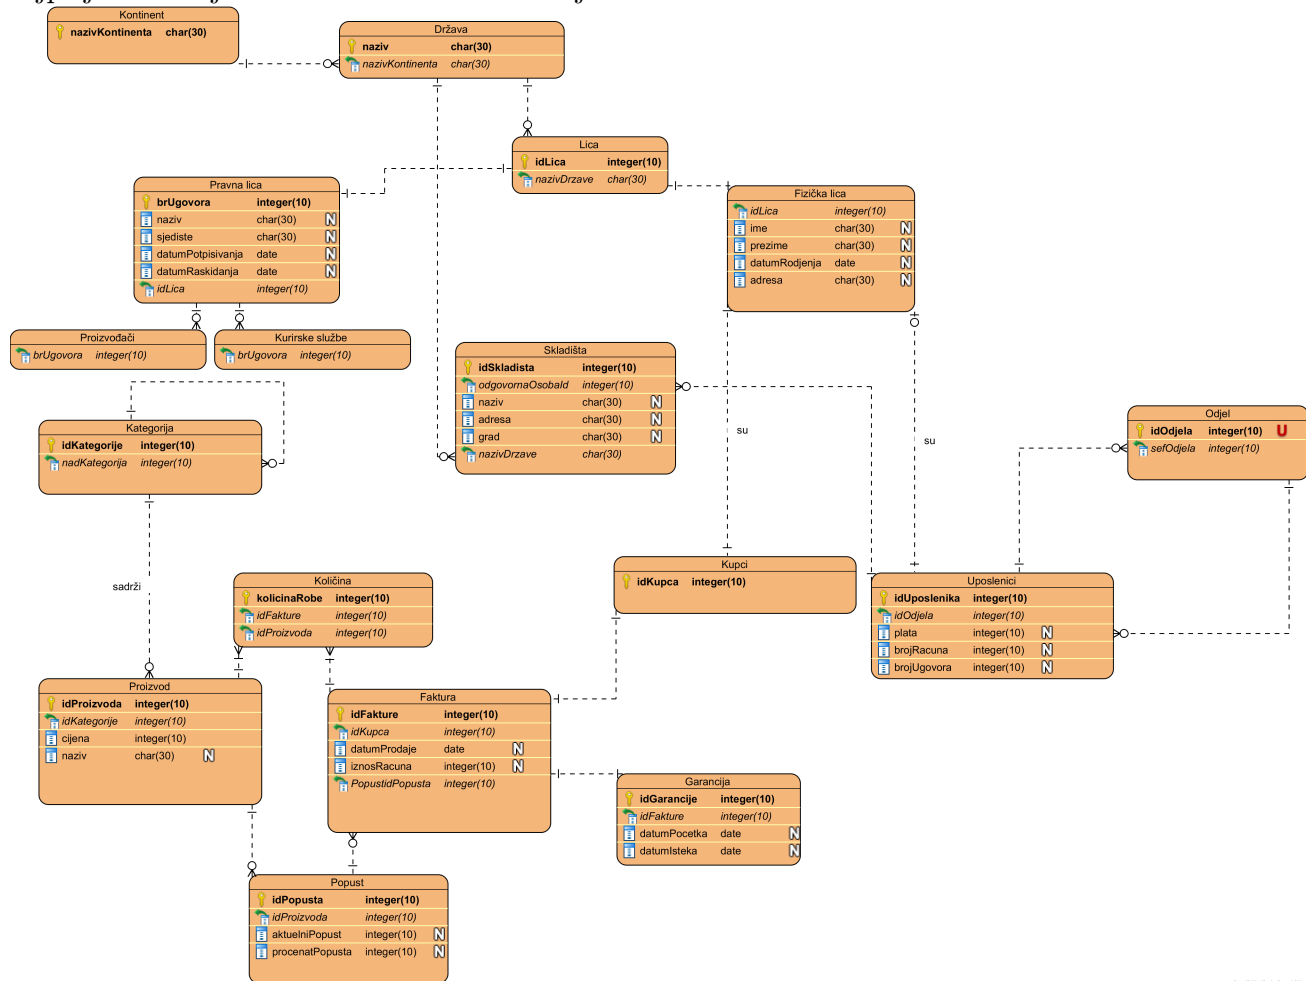 Kontinent
nazivKontinenta char(30)
Država
naziv char(30)
nazivKontinenta char(30)
Lica
idLica integer(10)
nazivDrzave char(30)
Pravna lica
brUgovora integer(10)
naziv char(30) N
sjediste char(30) N
datumPotpisivanja date N
datumRaskidanja date N
idLica integer(10)
Fizička lica
idLica integer(10)
ime char(30) N
prezime char(30) N
datumRodjenja date N
adresa char(30) N
Proizvođači
brUgovora integer(10)
Kurirske službe
brUgovora integer(10)
Skladišta
idSkladista integer(10)
odgovornaOsobaId integer(10)
naziv char(30) N
adresa char(30) N
grad char(30) N
nazivDrzave char(30)
su
su
Odjel
idOdjela integer(10) U
sefOdjela integer(10)
Kategorija
idKategorije integer(10)
nadKategorija integer(10)
sadrži
Količina
kolicinaRobe integer(10)
idFakture integer(10)
idProizvoda integer(10)
Kupci
idKupca integer(10)
Uposlenici
idUposlenika integer(10)
idOdjela integer(10)
plata integer(10) N
brojRacuna integer(10) N
brojUgovora integer(10) N
Proizvod
idProizvoda integer(10)
idKategorije integer(10)
cijena integer(10)
naziv char(30) N
Faktura
idFakture integer(10)
idKupca integer(10)
datumProdaje date N
iznosRacuna integer(10) N
PopustidPopusta integer(10)
Garancija
idGarancije integer(10)
idFakture integer(10)
datumPocetka date N
datumIsteka date N
Popust
idPopusta integer(10)
idProizvoda integer(10)
aktuelniPopust integer(10) N
procenatPopusta integer(10) N